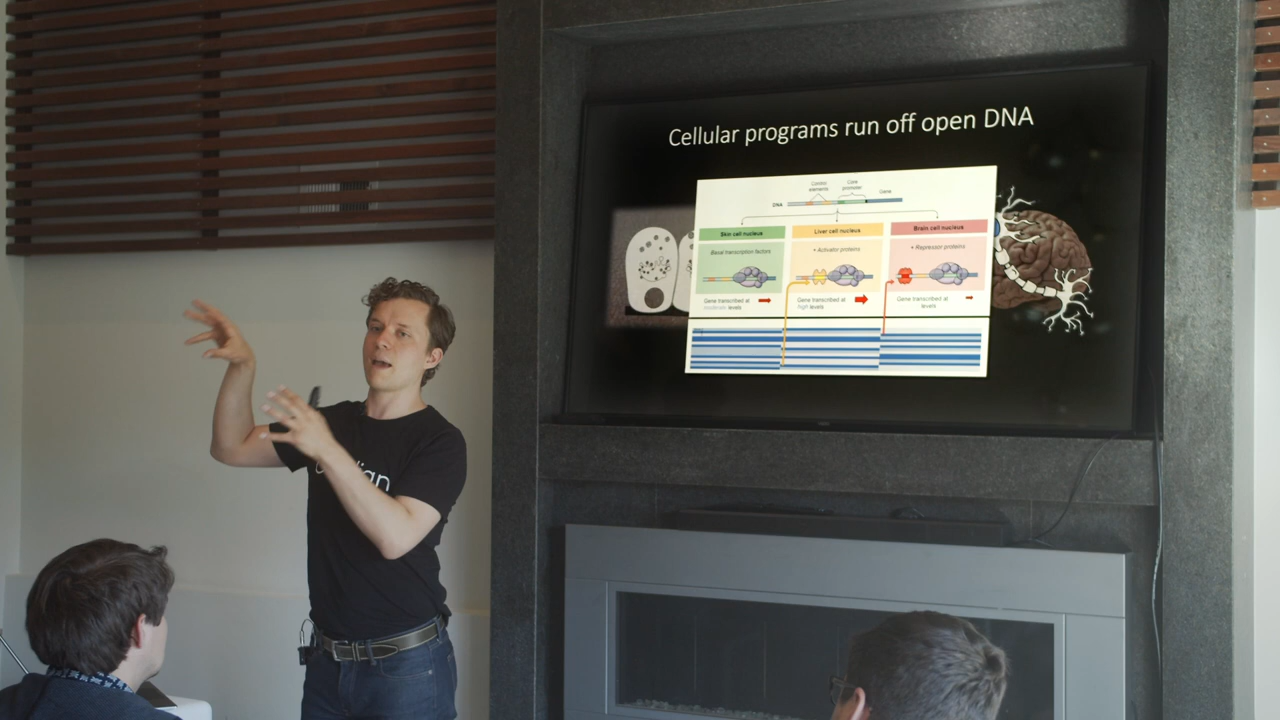 Cellular programs run off open DNA
Control elements
Core promoter
Gene
DNA
Skin cell nucleus
Liver cell nucleus
Brain cell nucleus
Basal transcription factors
+ Activator proteins
+ Repressor proteins
Gene transcribed at
medium levels
Gene transcribed at
high levels
Gene transcribed at
low levels